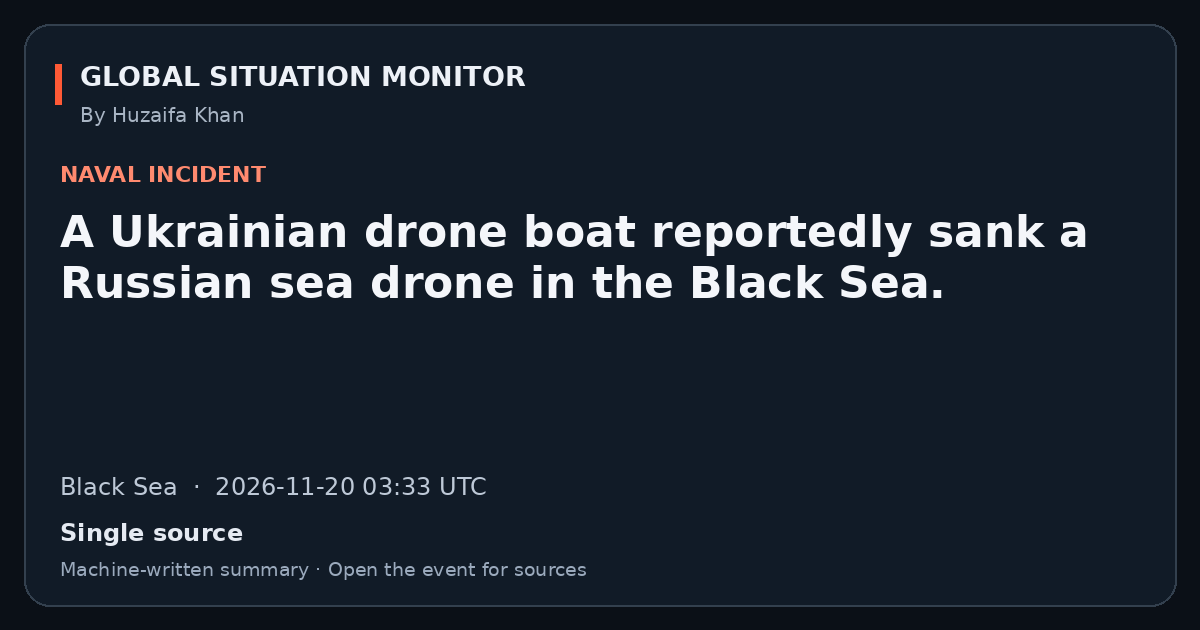 GLOBAL SITUATION MONITOR
By Huzaifa Khan
NAVAL INCIDENT
A Ukrainian drone boat reportedly sank a
Russian sea drone in the Black Sea.
Black Sea · 2026-11-20 03:33 UTC
Single source
Machine-written summary · Open the event for sources